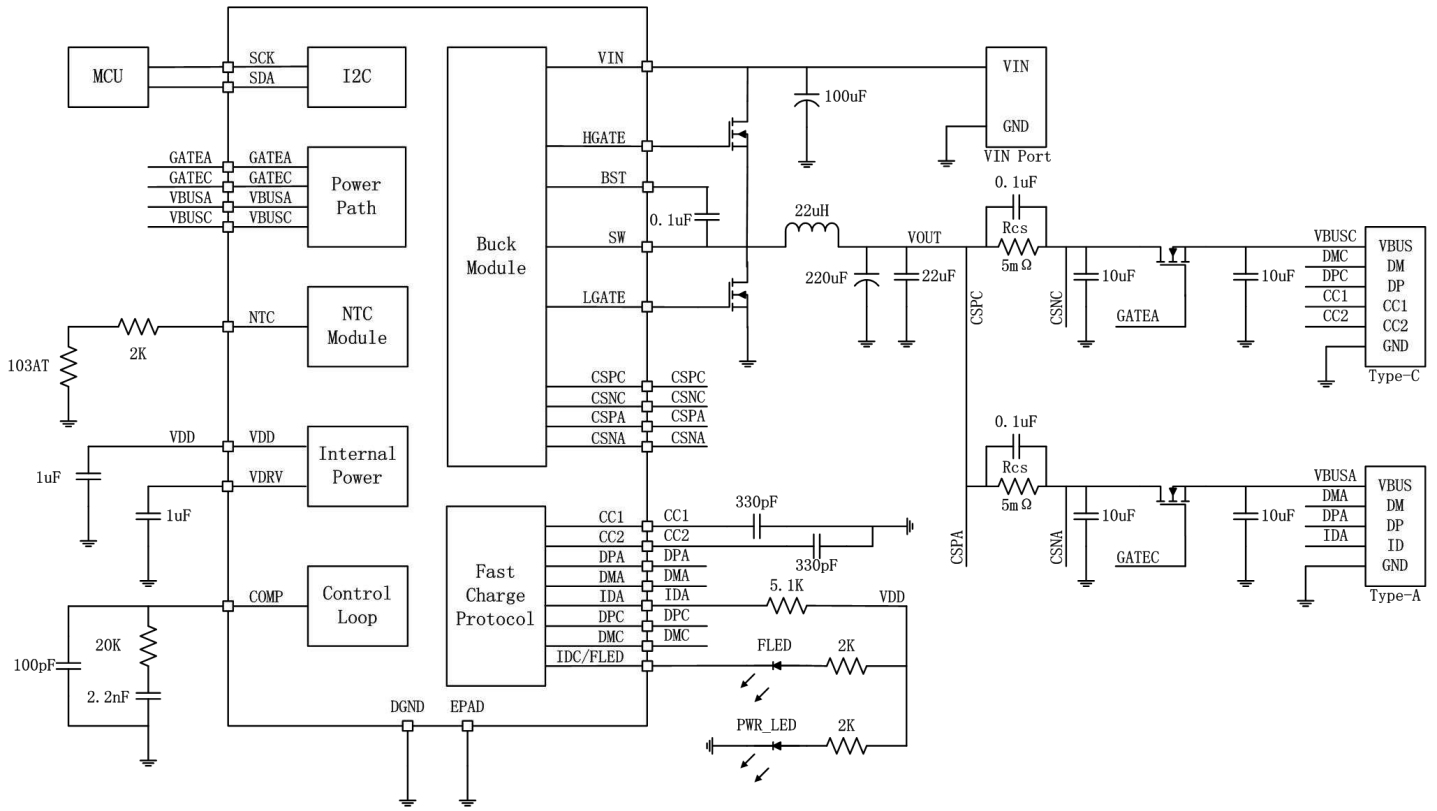 MCU
SCK
SDA
I2C
GATEA
GATEC
VBUSA
VBUSC
GATEA
GATEC
VBUSA
VBUSC
Power
Path
103AT
2K
NTC
NTC
Module
VDD
VDD
VDRV
1uF
1uF
Internal
Power
COMP
Control
Loop
100pF
20K
2.2nF
DGND
EPAD
Buck
Module
VIN
HGATE
BST
SW
LGATE
CSPC
CSNC
CSPA
CSNA
CSPC
CSNC
CSPA
CSNA
Fast
Charge
Protocol
CC1
CC2
DPA
DMA
IDA
DPC
DMC
IDC/FLED
CC1
CC2
DPA
DMA
IDA
DPC
DMC
330pF
330pF
5.1K
VDD
FLED
2K
PWR_LED
2K
100uF
0.1uF
22uH
VOUT
220uF
22uF
VIN
GND
VIN Port
0.1uF
Rcs
5mΩ
CSPC
CSNC
10uF
GATEA
10uF
VBUSC
DMC
DPC
CC1
CC2
VBUS
DM
DP
CC1
CC2
GND
Type-C
0.1uF
Rcs
5mΩ
CSPA
CSNA
10uF
GATEC
10uF
VBUSA
DMA
DPA
IDA
VBUS
DM
DP
ID
GND
Type-A